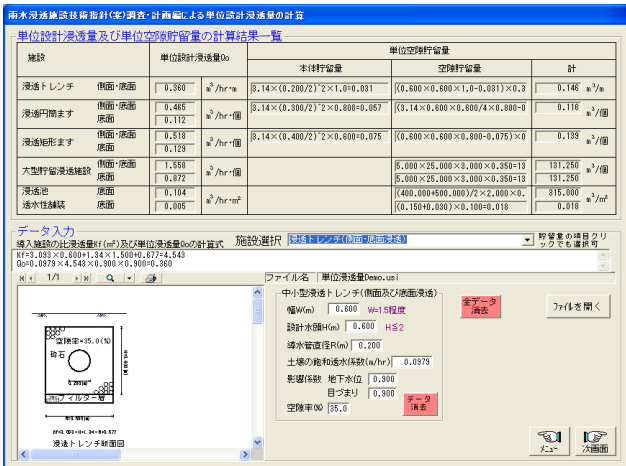 雨水浸透施設技術指針(案)調査・計画編による単位設計浸透量の計算
単位設計浸透量及び単位空隙貯留量の計算結果一覧
施設 単位設計浸透量Qo 単位空隙貯留量
本体貯留量 空隙貯留量 計
浸透トレンチ 側面・底面 0.360 m³/hr・m 3.14×(0.200/2)^2×1.0=0.031 (0.600×0.600×1.0-0.031)×0.3 0.146 m³/m
浸透円筒ます 側面・底面 0.465 m³/hr・個 3.14×(0.300/2)^2×0.800=0.057 (3.14×0.600×0.600/4×0.800-0 0.116 m³/個
底面 0.112
浸透矩形ます 側面・底面 0.518 m³/hr・個 3.14×(0.400/2)^2×0.600=0.075 (0.600×0.600×0.800-0.075)×0 0.139 m³/個
底面 0.129
大型貯留浸透施設 側面・底面 1.558 m³/hr・個 5.000×25.000×3.000×0.350=13 131.250 m³/個
底面 0.872 5.000×25.000×3.000×0.350=13 131.250
浸透池 底面 0.104 m³/hr・m² (400.000+500.000)/2×2.000×0. 315.000 m³/m²
透水性舗装 底面 0.005 (0.150+0.030)×0.100=0.018 0.018
データ入力
導入施設の比浸透量Kf(m²)及び単位浸透量Qoの計算式 施設選択 浸透トレンチ(側面・底面浸透) 貯留量の項目クリックでも選択可
Kf=3.093×0.600+1.34×1.500+0.677=4.543
Qo=0.0979×4.543×0.900×0.900=0.360
1/1 ファイル名 単位浸透量Demo.usi
中小型浸透トレンチ(側面及び底面浸透)
幅W(m) 0.600 W=1.5程度
設計水頭H(m) 0.600 H≦2
導水管直径R(m) 0.200
土壌の飽和透水係数(m/hr) 0.0979
影響係数 地下水位 0.900
目づまり 0.900
空隙率(%) 35.0
データ消去
全データ消去
ファイルを開く
空隙率=35.0(%)
砕石
フィルター層
浸透トレンチ断面図
メニュー 次画面